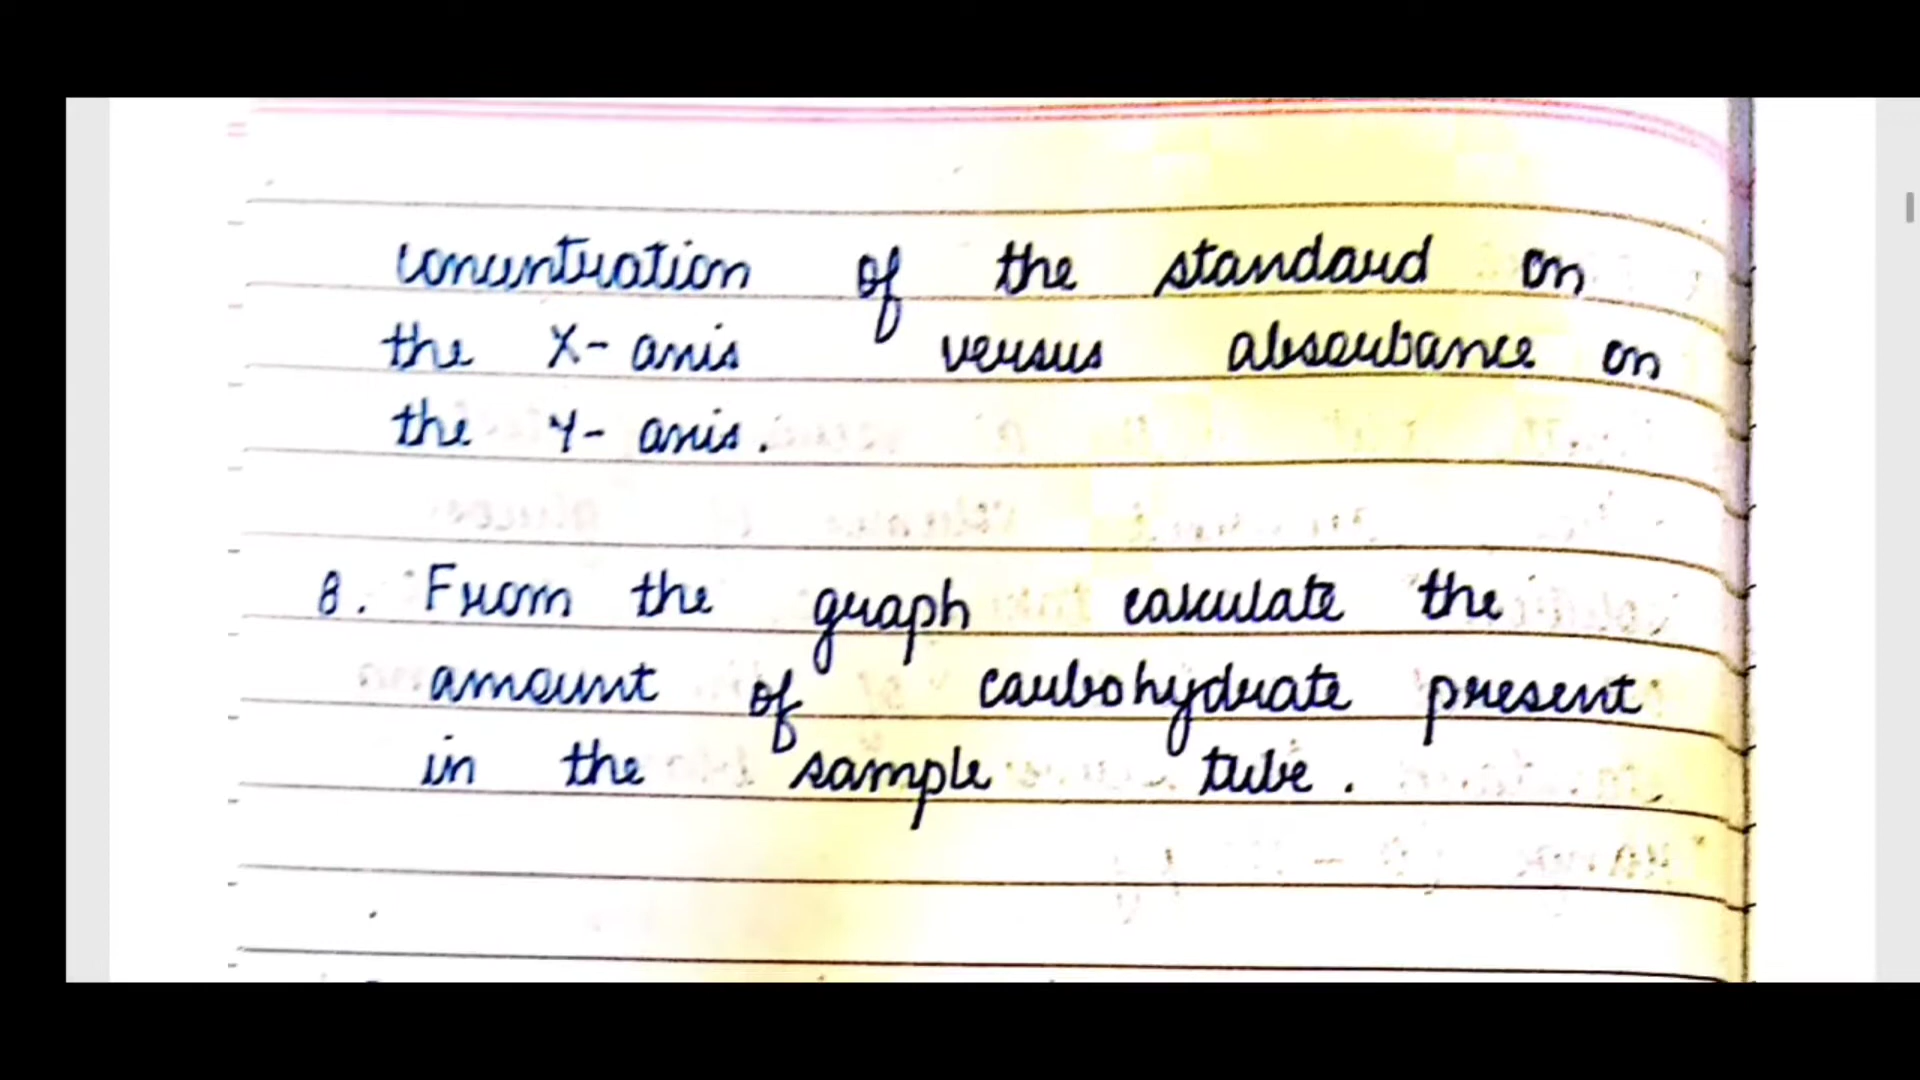 concentration of the standard on
the X- axis versus absorbance on
the Y- axis.
8. From the graph calculate the
amount of carbohydrate present
in the sample tube.